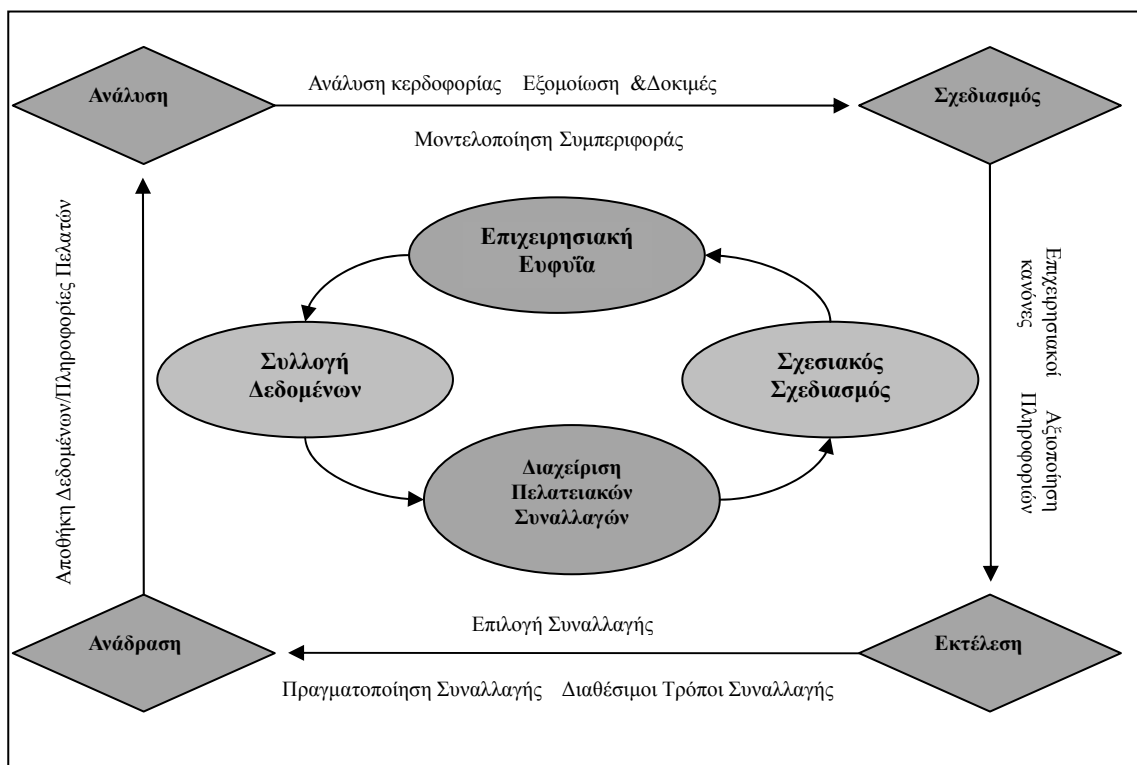 Ανάλυση
Ανάλυση κερδοφορίας Εξομοίωση &Δοκιμές
Σχεδιασμός
Μοντελοποίηση Συμπεριφοράς
Αποθήκη Δεδομένων/Πληροφορίες Πελατών
Επιχειρησιακή
Ευφυΐα
Συλλογή
Δεδομένων
Σχεσιακός
Σχεδιασμός
Διαχείριση
Πελατειακών
Συναλλαγών
Επιχειρησιακοί
κανόνες
Αξιοποίηση
Πληροφοριών
Ανάδραση
Επιλογή Συναλλαγής
Εκτέλεση
Πραγματοποίηση Συναλλαγής Διαθέσιμοι Τρόποι Συναλλαγής